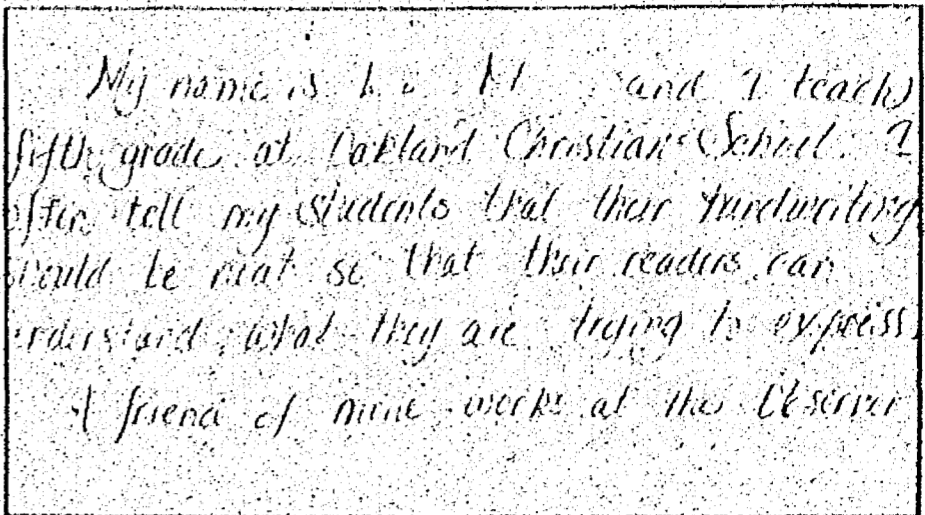 My name is and I teach
fifth grade at Oakland Christian School. I
often tell my students that their handwriting
should be neat so that their readers can
understand what they are trying to express.
A friend of mine works at the Observer